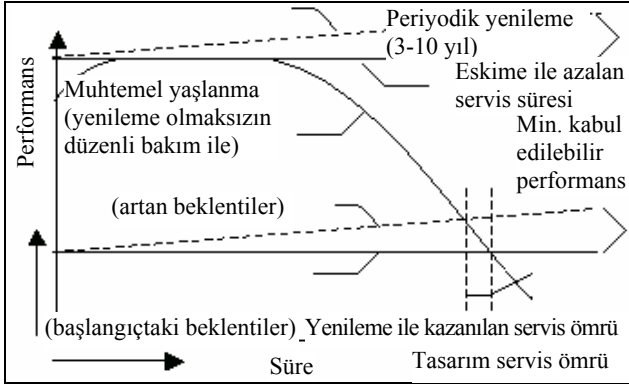 Periyodik yenileme
(3-10 yıl)
Eskime ile azalan
servis süresi
Muhtemel yaşlanma
(yenileme olmaksızın
düzenli bakım ile)
Min. kabul
edilebilir
performans
Performans
(artan beklentiler)
(başlangıçtaki beklentiler) Yenileme ile kazanılan servis ömrü
Süre
Tasarım servis ömrü